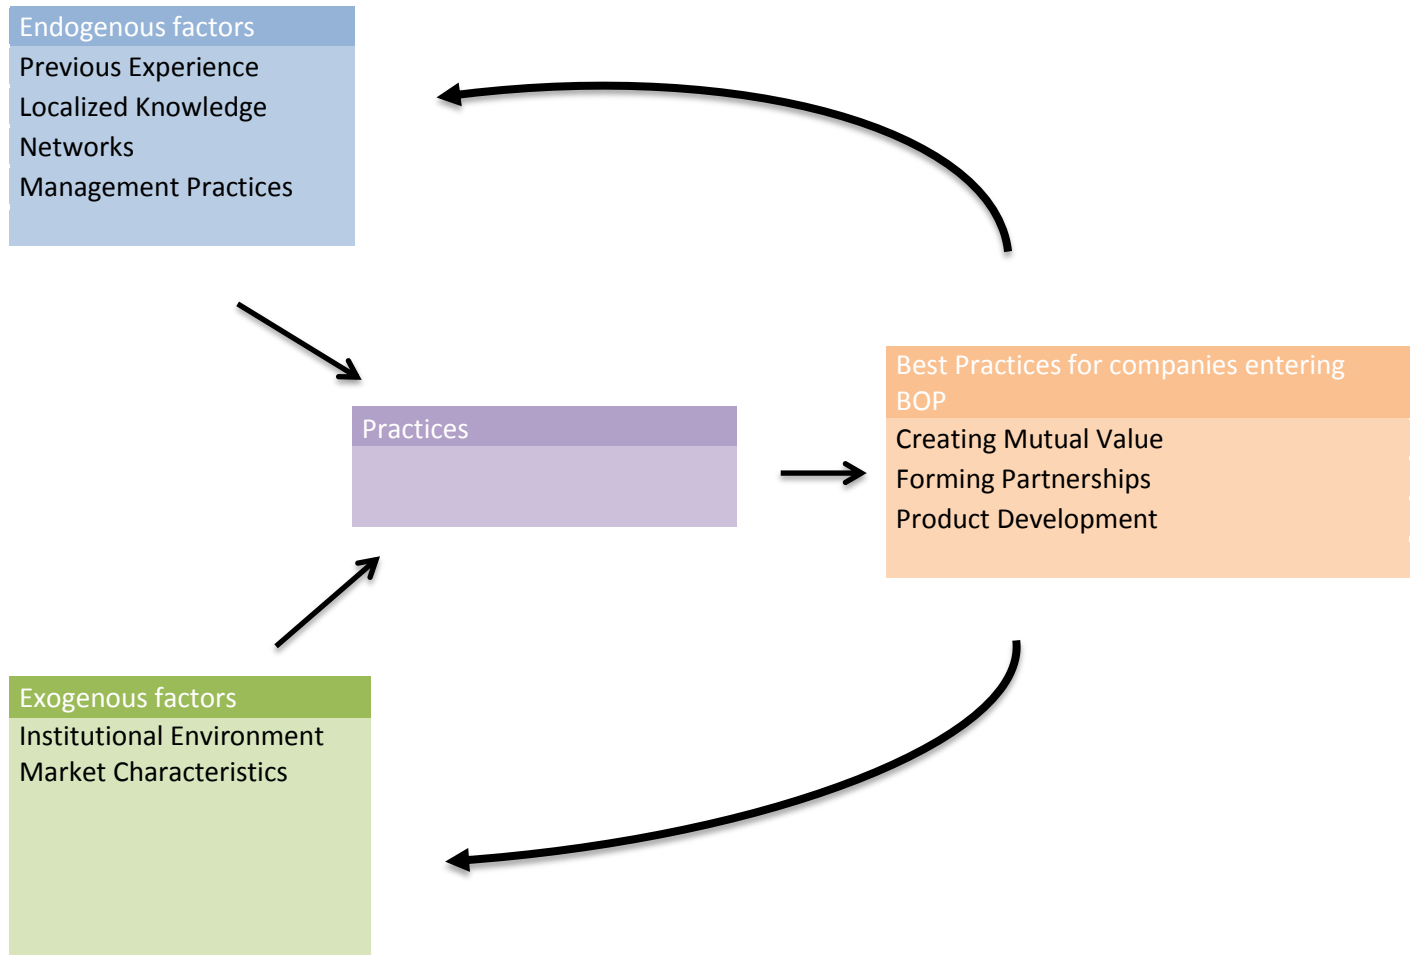 Endogenous factors
Previous Experience
Localized Knowledge
Networks
Management Practices
Practices
Best Practices for companies entering
BOP
Creating Mutual Value
Forming Partnerships
Product Development
Exogenous factors
Institutional Environment
Market Characteristics